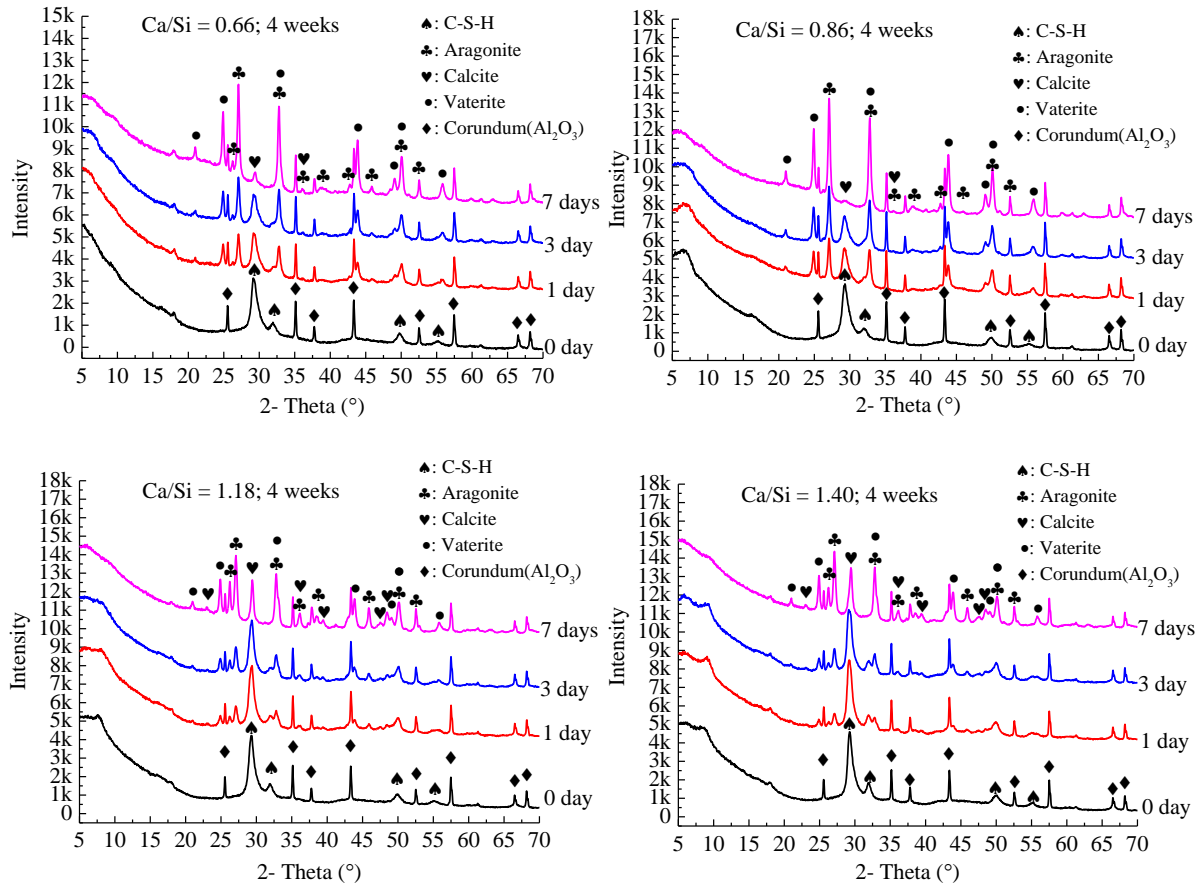 Ca/Si = 0.66; 4 weeks
♠: C-S-H
♣: Aragonite
♥: Calcite
●: Vaterite
♦: Corundum(Al₂O₃)
15k
14k
13k
12k
11k
10k
9k
8k
7k
6k
5k
4k
3k
2k
1k
0
Intensity
7 days
3 day
1 day
0 day
5 10 15 20 25 30 35 40 45 50 55 60 65 70
2- Theta (°)
Ca/Si = 0.86; 4 weeks
♠: C-S-H
♣: Aragonite
♥: Calcite
●: Vaterite
♦: Corundum(Al₂O₃)
18k
17k
16k
15k
14k
13k
12k
11k
10k
9k
8k
7k
6k
5k
4k
3k
2k
1k
0
Intensity
7 days
3 day
1 day
0 day
5 10 15 20 25 30 35 40 45 50 55 60 65 70
2- Theta (°)
Ca/Si = 1.18; 4 weeks
♠: C-S-H
♣: Aragonite
♥: Calcite
●: Vaterite
♦: Corundum(Al₂O₃)
18k
17k
16k
15k
14k
13k
12k
11k
10k
9k
8k
7k
6k
5k
4k
3k
2k
1k
0
Intensity
7 days
3 day
1 day
0 day
5 10 15 20 25 30 35 40 45 50 55 60 65 70
2- Theta (°)
Ca/Si = 1.40; 4 weeks
♠: C-S-H
♣: Aragonite
♥: Calcite
●: Vaterite
♦: Corundum(Al₂O₃)
18k
17k
16k
15k
14k
13k
12k
11k
10k
9k
8k
7k
6k
5k
4k
3k
2k
1k
0
Intensity
7 days
3 day
1 day
0 day
5 10 15 20 25 30 35 40 45 50 55 60 65 70
2- Theta (°)